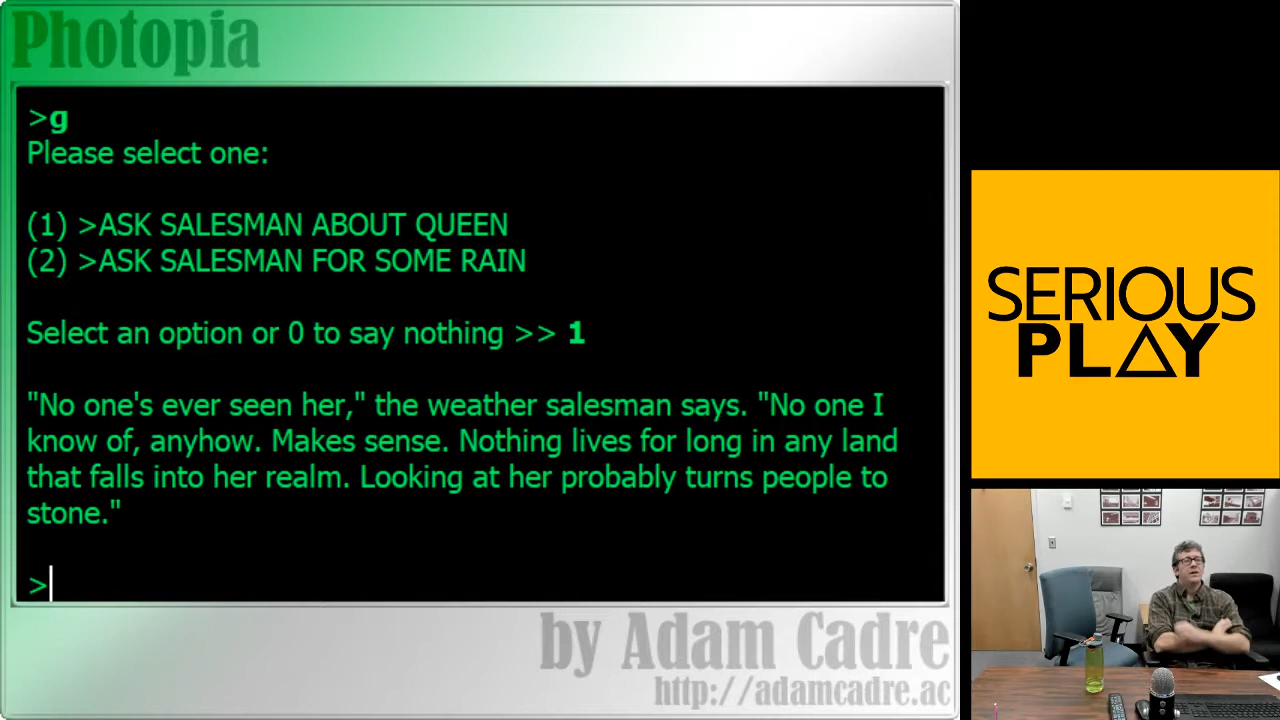 Photopia
>g
Please select one:
(1) >ASK SALESMAN ABOUT QUEEN
(2) >ASK SALESMAN FOR SOME RAIN
Select an option or 0 to say nothing >> 1
"No one's ever seen her," the weather salesman says. "No one I
know of, anyhow. Makes sense. Nothing lives for long in any land
that falls into her realm. Looking at her probably turns people to
stone."
>
by Adam Cadre
http://adamcadre.ac
SERIOUS
PLAY